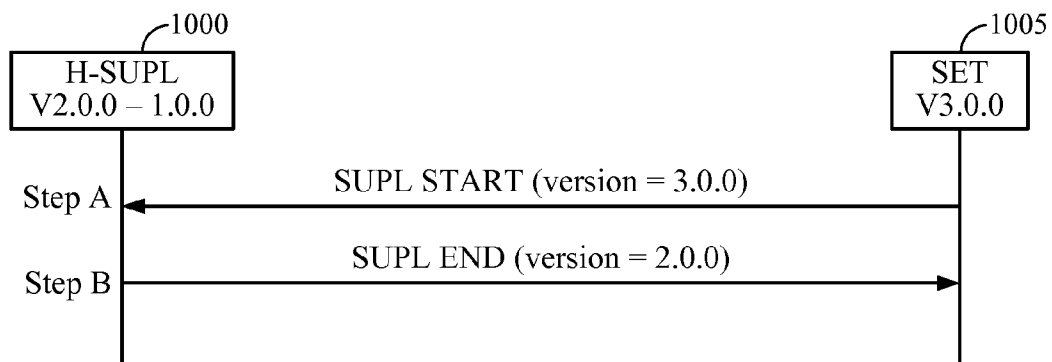 1000
1005
H-SUPL
V2.0.0 – 1.0.0
SET
V3.0.0
SUPL START (version = 3.0.0)
Step A
SUPL END (version = 2.0.0)
Step B